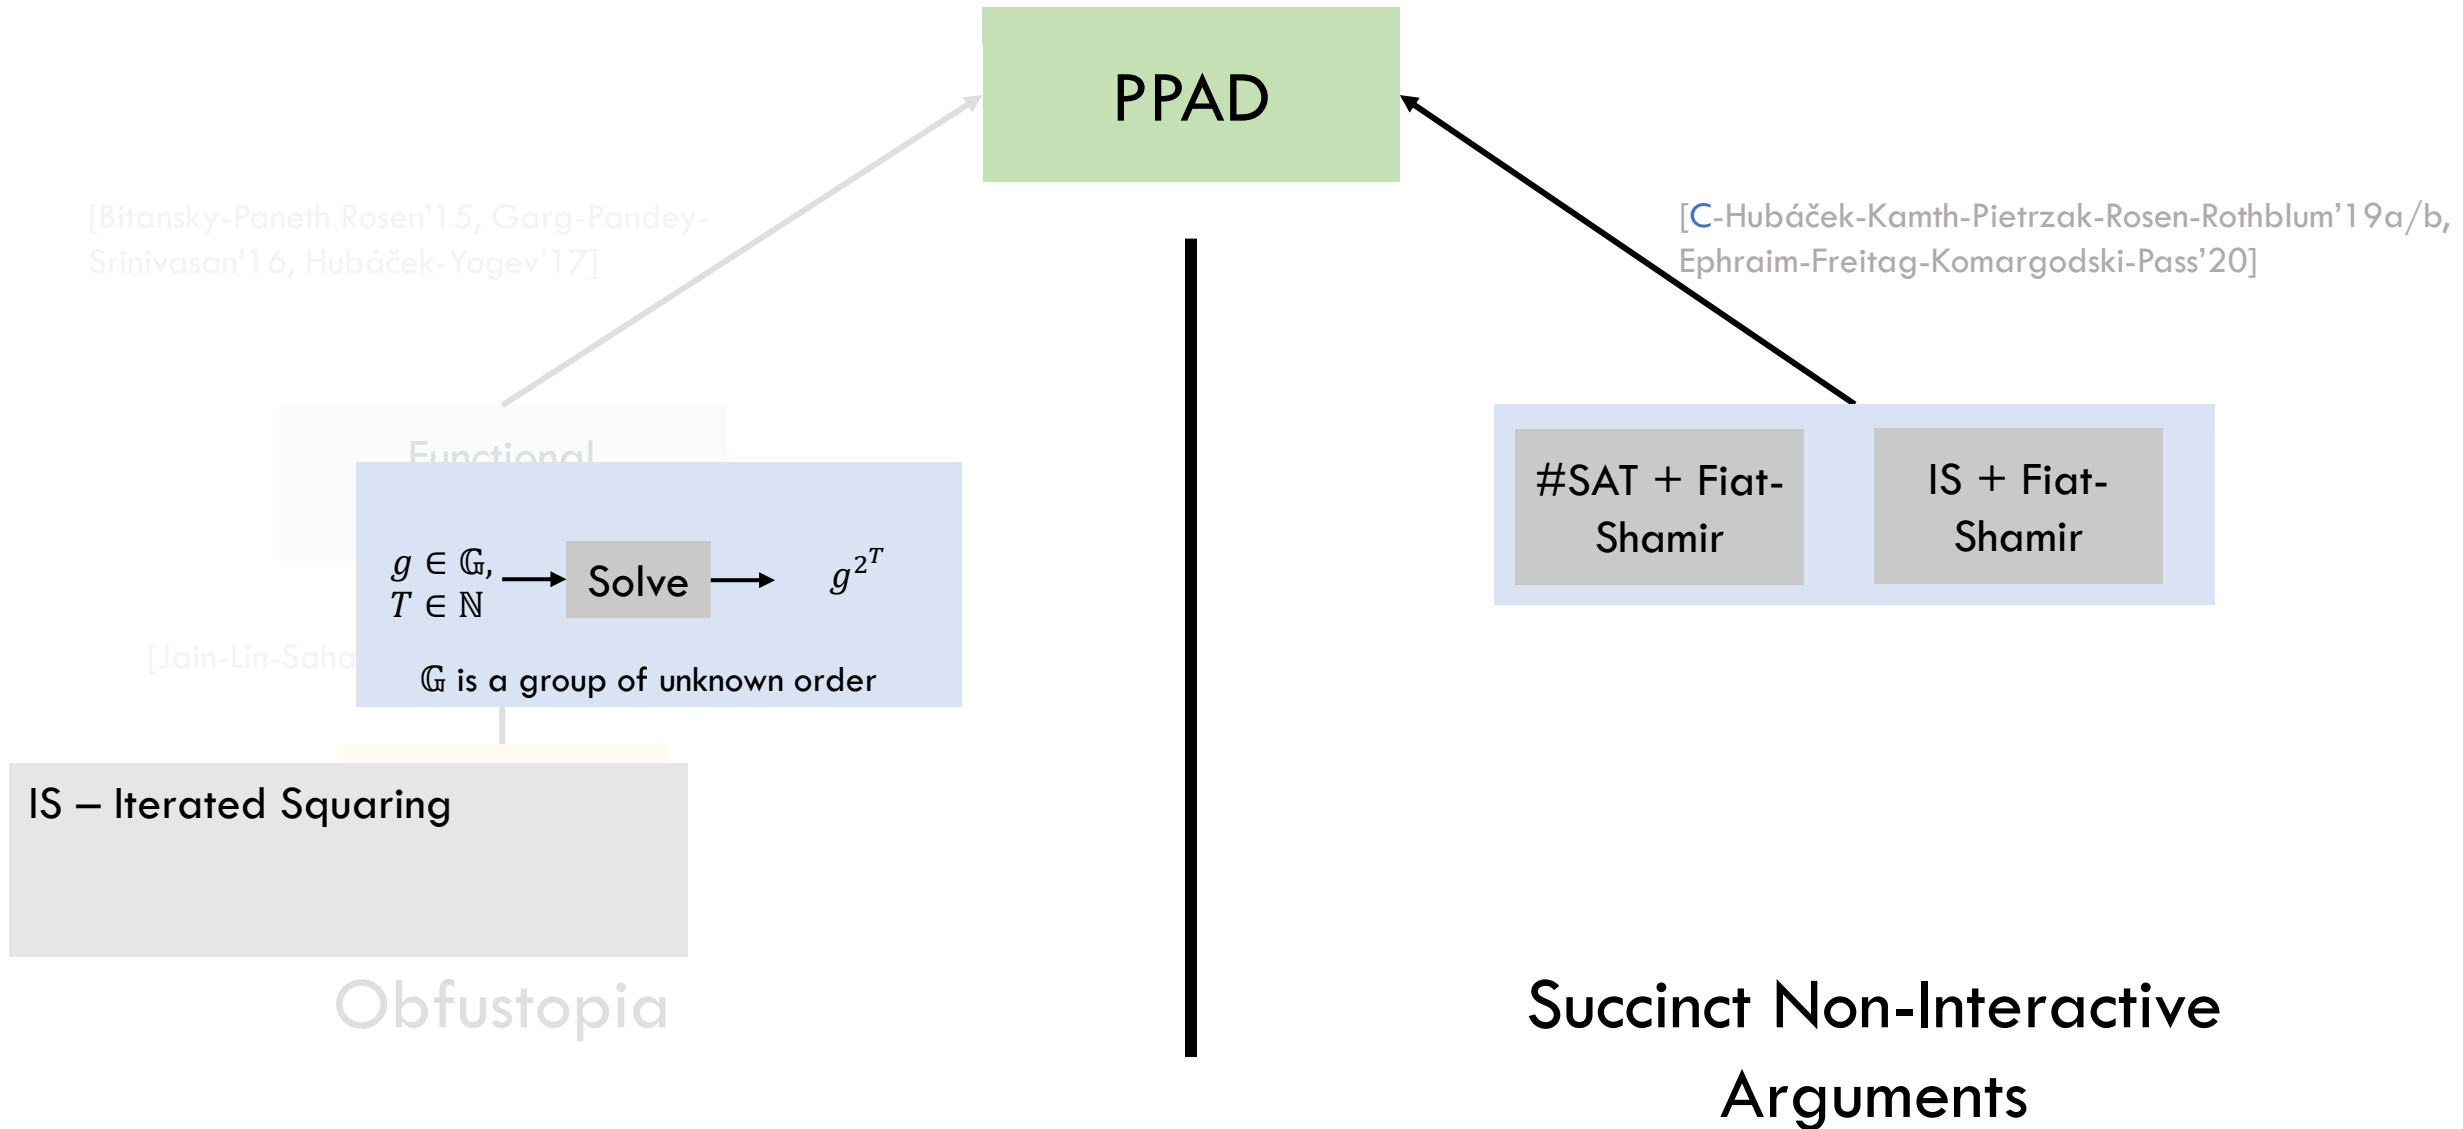 PPAD
[Bitansky-Paneth Rosen'15, Garg-Pandey-
Srinivasan'16, Hubáček-Yogev'17]
[C-Hubáček-Kamth-Pietrzak-Rosen-Rothblum'19a/b,
Ephraim-Freitag-Komargodski-Pass'20]
Functional
#SAT + Fiat-
Shamir
IS + Fiat-
Shamir
g ∈ 𝔾,
T ∈ ℕ
Solve
g^{2^T}
[Jain-Lin-Saha
𝔾 is a group of unknown order
IS – Iterated Squaring
Obfustopia
Succinct Non-Interactive
Arguments